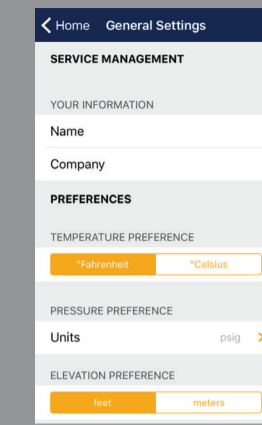 Home General Settings
SERVICE MANAGEMENT
YOUR INFORMATION
Name
Company
PREFERENCES
TEMPERATURE PREFERENCE
°Fahrenheit °Celsius
PRESSURE PREFERENCE
Units psig
ELEVATION PREFERENCE
feet meters